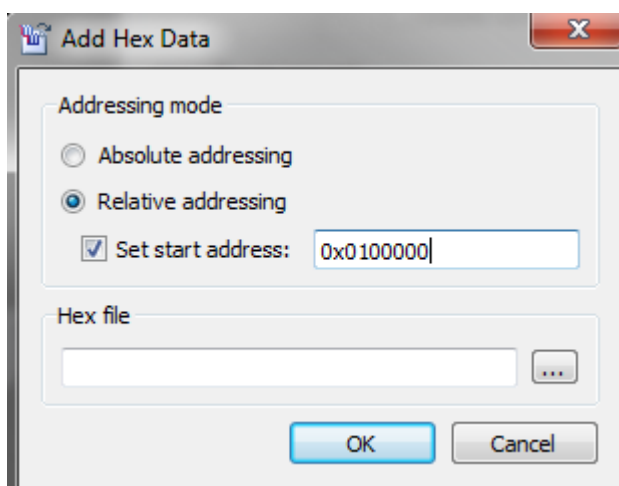 Add Hex Data
Addressing mode
Absolute addressing
Relative addressing
Set start address: 0x0100000
Hex file
...
OK Cancel